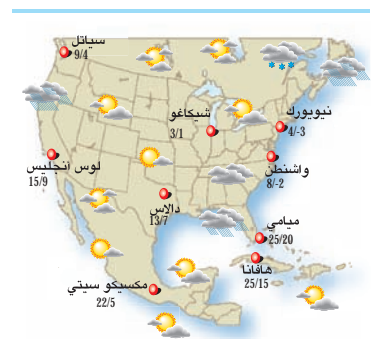 سياتل
9/4
شيكاغو
3/1
نيويورك
4/-3
لوس انجليس
15/9
واشنطن
8/-2
دالاس
13/7
ميامي
25/20
هافانا
25/15
مكسيكو سيتي
22/5